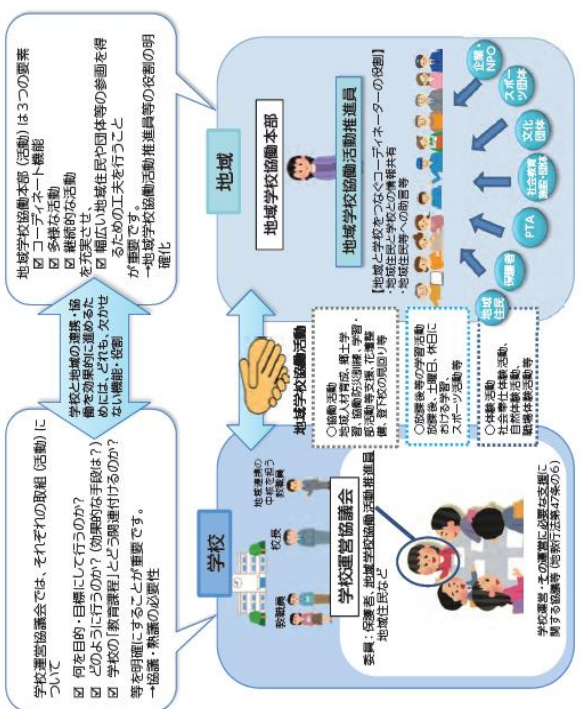 学校運営協議会では、それぞれの取組（活動）に
ついて
☑ 何を目的・目標にして行うのか？
☑ どのように行うのか？（効果的な手段は？）
☑ 学校の「教育課程」とどう関連付けるのか？
等を明確にすることが重要です。
→協議・熟議の必要性
学校と地域の連携・協
働を効果的に進めるた
めには、どれも、欠かせ
ない機能・役割
地域学校協働本部（活動）は３つの要素
☑ コーディネート機能
☑ 多様な活動
☑ 継続的な活動
を充実させ、
☑ 幅広い地域住民や団体等の参画を得
るための工夫を行うこと
が重要です。
→地域学校協働活動推進員等の役割の明
確化
学校
教職員
校長
地域連携の
中核を担う
教職員
学校運営協議会
委員：保護者、地域学校協働活動推進員
地域住民など
学校運営・その運営に必要な支援に
関する協議等（地教行法第47条の６）
地域学校協働活動
○協働活動
地域人材育成、郷土学
習、協働防災訓練、学習・
部活動等支援、花壇整
備、登下校の見回り等
○放課後等の学習活動
放課後、土曜日、休日に
おける学習、
スポーツ活動等
○体験活動
社会奉仕体験活動、
自然体験活動、
職場体験活動等
地域
地域学校協働本部
地域学校協働活動推進員
【地域と学校をつなぐコーディネーターの役割】
・地域住民と学校との情報共有
・地域住民等への助言等
地域
住民
保護者
PTA
社会教育
施設・団体
文化
団体
スポー
ツ団体
企業・
NPO